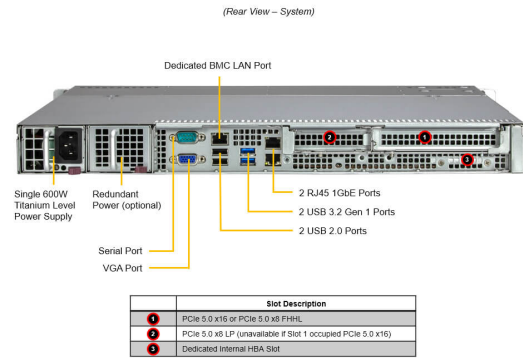 (Rear View – System)
Dedicated BMC LAN Port
2
1
3
Single 600W
Titanium Level
Power Supply
Redundant
Power (optional)
2 RJ45 1GbE Ports
2 USB 3.2 Gen 1 Ports
2 USB 2.0 Ports
Serial Port
VGA Port
Slot Description
1 PCIe 5.0 x16 or PCIe 5.0 x8 FHHL
2 PCIe 5.0 x8 LP (unavailable if Slot 1 occupied PCIe 5.0 x16)
3 Dedicated Internal HBA Slot